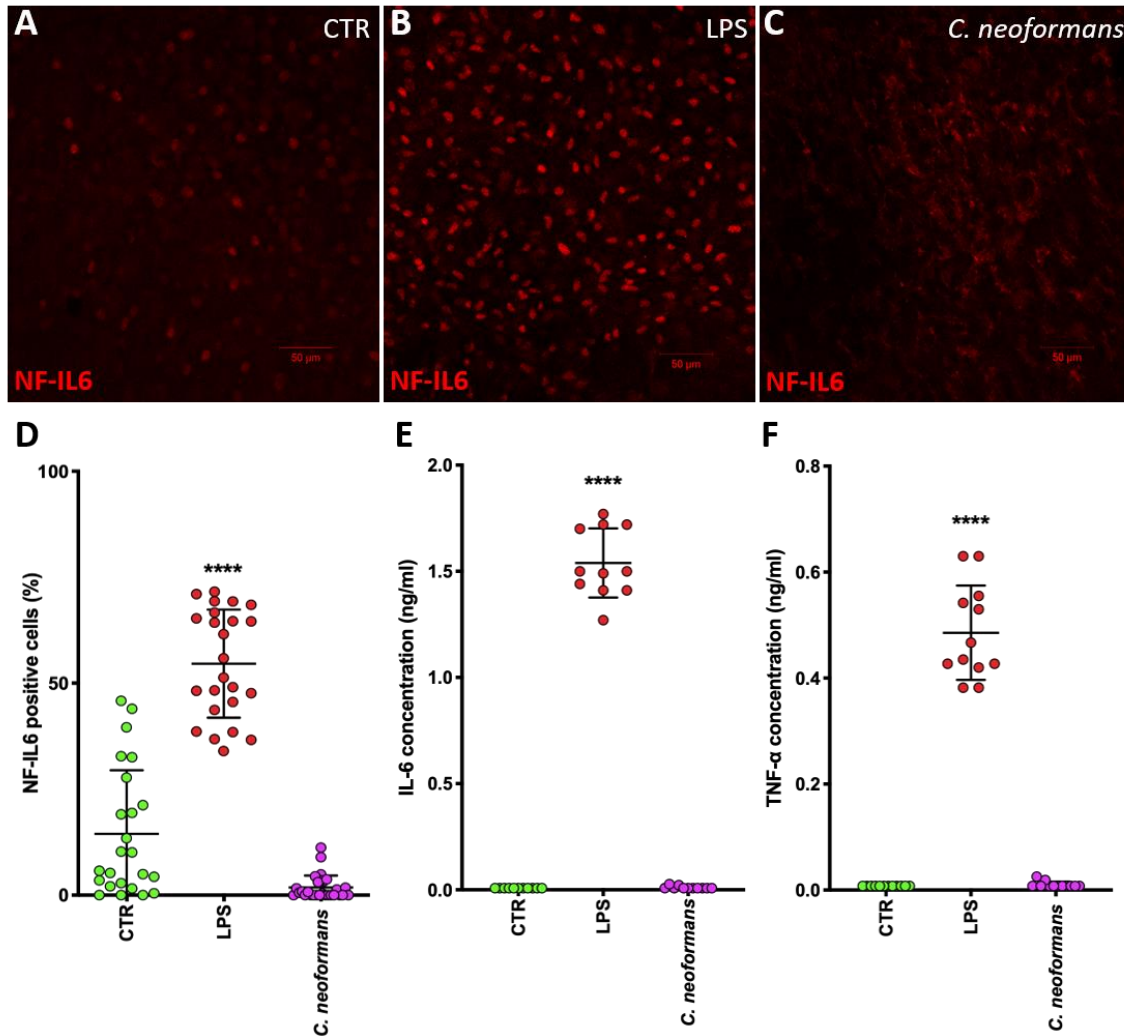 A CTR
B LPS
C C. neoformans
50 µm
50 µm
50 µm
NF-IL6
NF-IL6
NF-IL6
D
E
F
NF-IL6 positive cells (%)
100
50
0
****
CTR
LPS
C. neoformans
IL-6 concentration (ng/ml)
2.0
1.5
1.0
0.5
0.0
****
CTR
LPS
C. neoformans
TNF-α concentration (ng/ml)
0.8
0.6
0.4
0.2
0.0
****
CTR
LPS
C. neoformans